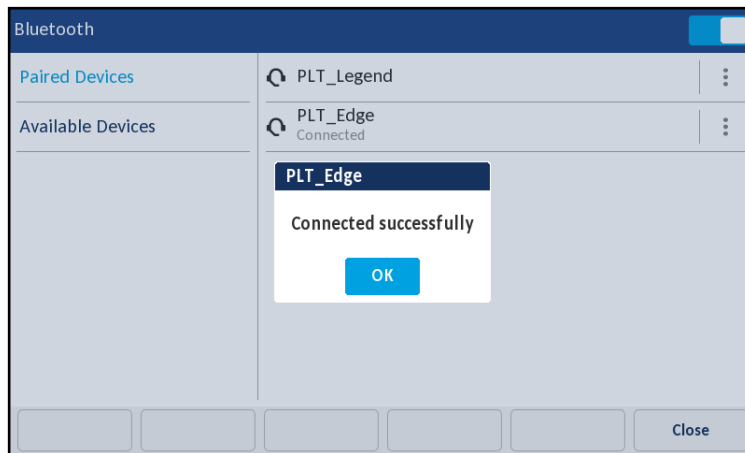 Bluetooth
Paired Devices
PLT_Legend
Available Devices
PLT_Edge
Connected
PLT_Edge
Connected successfully
OK
Close